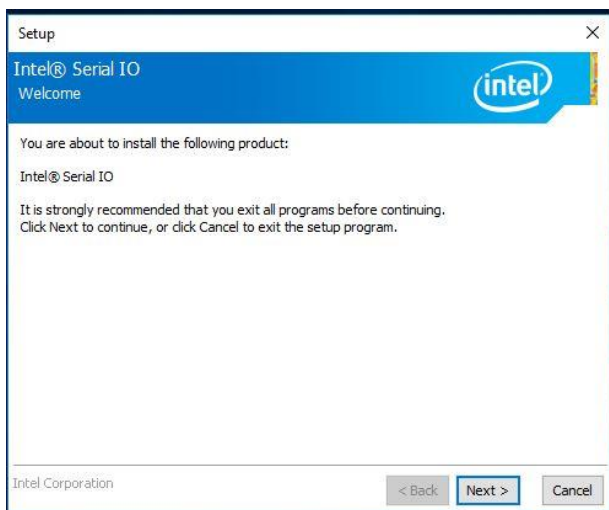 Setup
Intel® Serial IO
Welcome
intel
You are about to install the following product:
Intel® Serial IO
It is strongly recommended that you exit all programs before continuing.
Click Next to continue, or click Cancel to exit the setup program.
Intel Corporation
< Back Next > Cancel